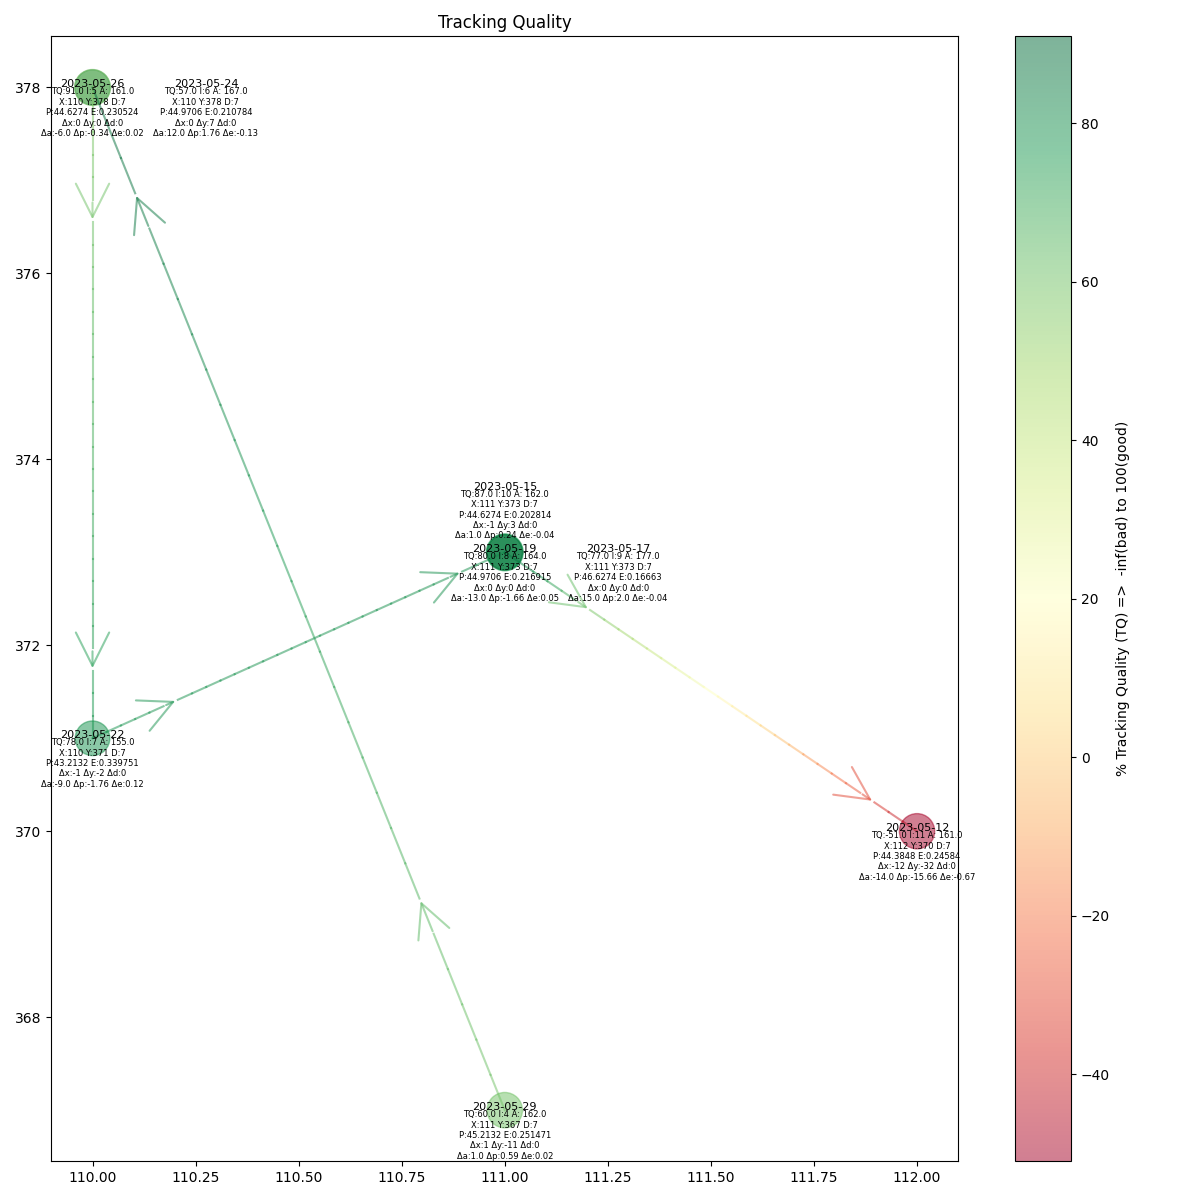 Tracking Quality
378
376
374
372
370
368
110.00
110.25
110.50
110.75
111.00
111.25
111.50
111.75
112.00
2023-05-26
TQ:91.0 I:5 A: 161.0
X:110 Y:378 D:7
P:44.6274 E:0.230524
Δx:0 Δy:0 Δd:0
Δa:-6.0 Δp:-0.34 Δe:0.02
2023-05-24
TQ:57.0 I:6 A: 167.0
X:110 Y:378 D:7
P:44.9706 E:0.210784
Δx:0 Δy:7 Δd:0
Δa:12.0 Δp:1.76 Δe:-0.13
2023-05-15
TQ:87.0 I:10 A: 162.0
X:111 Y:373 D:7
P:44.6274 E:0.202814
Δx:-1 Δy:3 Δd:0
Δa:1.0 Δp:0.24 Δe:-0.04
2023-05-19
TQ:80.0 I:8 A: 164.0
X:111 Y:373 D:7
P:44.9706 E:0.216915
Δx:0 Δy:0 Δd:0
Δa:-13.0 Δp:-1.66 Δe:0.05
2023-05-17
TQ:77.0 I:9 A: 177.0
X:111 Y:373 D:7
P:46.6274 E:0.16663
Δx:0 Δy:0 Δd:0
Δa:15.0 Δp:2.0 Δe:-0.04
2023-05-22
TQ:78.0 I:7 A: 155.0
X:110 Y:371 D:7
P:43.2132 E:0.339751
Δx:-1 Δy:-2 Δd:0
Δa:-9.0 Δp:-1.76 Δe:0.12
2023-05-12
TQ:-51.0 I:11 A: 161.0
X:112 Y:370 D:7
P:44.3848 E:0.24584
Δx:-12 Δy:-32 Δd:0
Δa:-14.0 Δp:-15.66 Δe:-0.67
2023-05-29
TQ:60.0 I:4 A: 162.0
X:111 Y:367 D:7
P:45.2132 E:0.251471
Δx:1 Δy:-11 Δd:0
Δa:1.0 Δp:0.59 Δe:0.02
80
60
40
20
0
−20
−40
% Tracking Quality (TQ) =>  -inf(bad) to 100(good)